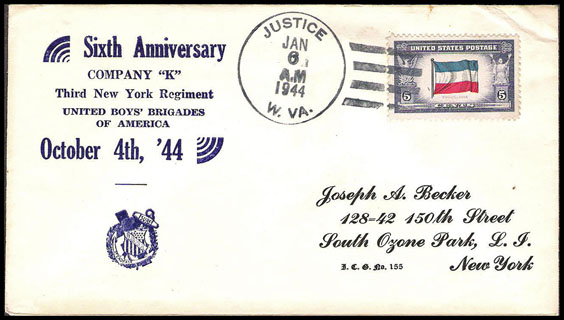 Sixth Anniversary
COMPANY "K"
Third New York Regiment
UNITED BOYS' BRIGADES
OF AMERICA
October 4th, '44
JUSTICE
JAN
6
A.M
1944
W. VA.
UNITED STATES POSTAGE
5 CENTS 5
Joseph A. Becker
128-42 150th Street
South Ozone Park, L. I.
I. C. G. No. 155 New York